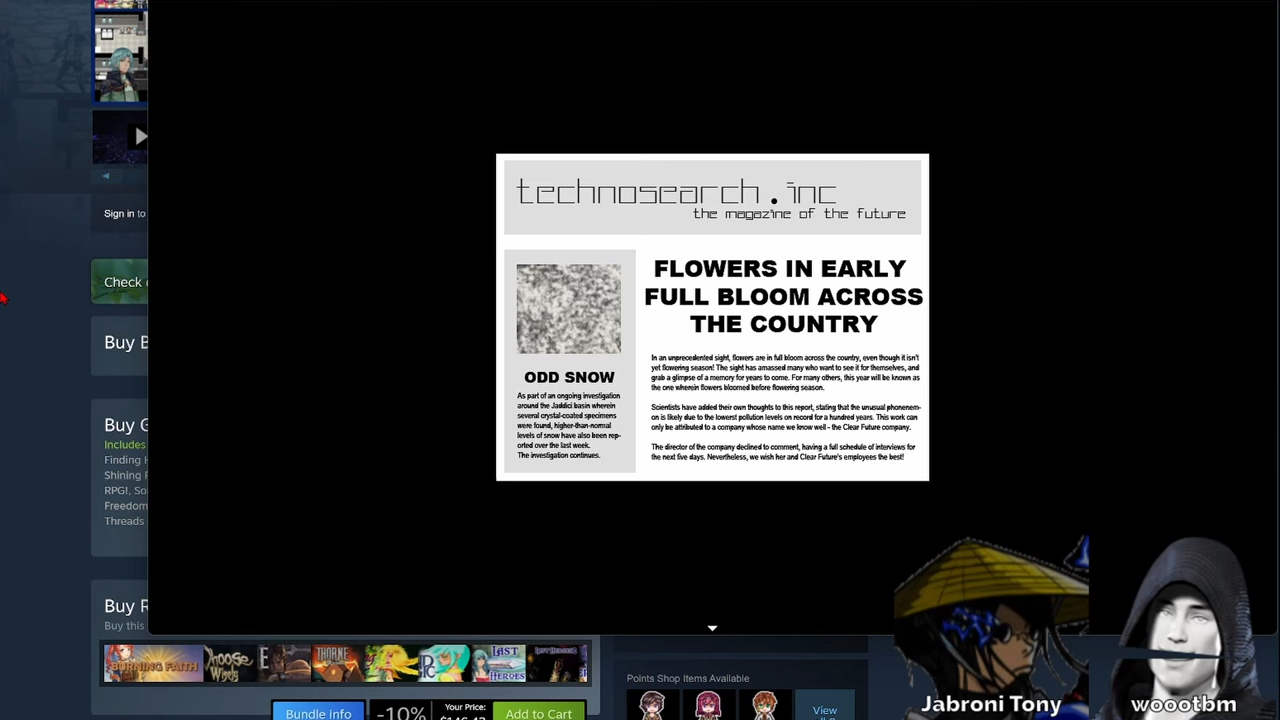 Sign in to
Check
Buy B
Buy G
Includes
Finding H
Shining F
RPG!, So
Freedom
Threads
Buy R
Buy this
technosearch.inc
the magazine of the future
ODD SNOW
As part of an ongoing investigation
around the Jaddici basin wherein
several crystal-coated specimens
were found, higher-than-normal
levels of snow have also been rep-
orted over the last week.
The investigation continues.
FLOWERS IN EARLY
FULL BLOOM ACROSS
THE COUNTRY
In an unprecedented sight, flowers are in full bloom across the country, even though it isn't
yet flowering season! The sight has amassed many who want to see it for themselves, and
grab a glimpse of a memory for years to come. For many others, this year will be known as
the one wherein flowers bloomed before flowering season.
Scientists have added their own thoughts to this report, stating that the unusual phonenem-
on is likely due to the lowest pollution levels on record for a hundred years. This work can
only be attributed to a company whose name we know well - the Clear Future company.
The director of the company declined to comment, having a full schedule of interviews for
the next five days. Nevertheless, we wish her and Clear Future's employees the best!
BURNING FAITH
THORNE
LAST
HEROES
Bundle info
-10%
Your Price:
Add to Cart
Points Shop Items Available
View
Jabroni Tony
woootbm